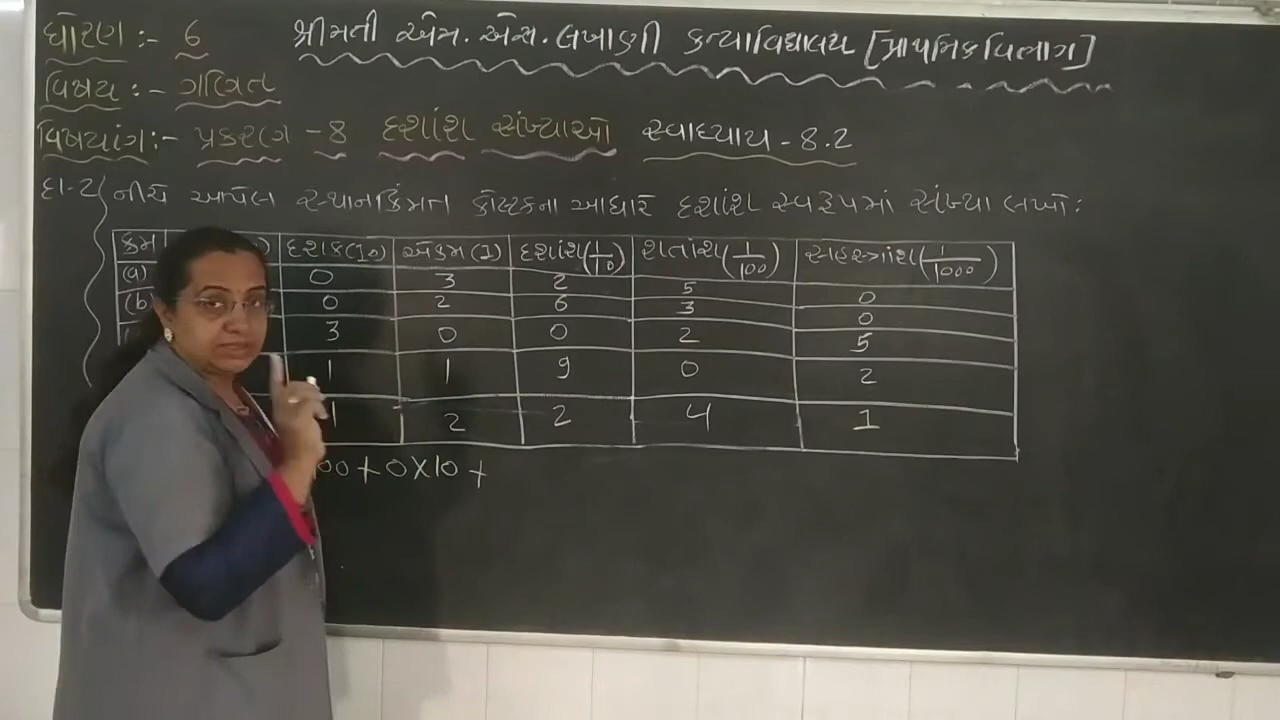 ધોરણ :- 6 શ્રીમતી એમ. એસ. લખાણી કન્યાવિદ્યાલય [પ્રાથમિક વિભાગ]
વિષય :- ગણિત
વિષયાંગ :- પ્રકરણ - 8 દશાંશ સંખ્યાઓ સ્વાધ્યાય - 8.2
દા-2 નીચે આપેલ સ્થાનકિંમત કોષ્ટકના આધારે દશાંશ સ્વરૂપમાં સંખ્યા લખો :
ક્રમ દશક(10) એકમ(1) દશાંશ(1/10) શતાંશ(1/100) સહસ્ત્રાંશ(1/1000)
(a) 0 3 2 5 0
(b) 0 2 6 3 0
3 0 0 2 5
1 1 9 0 2
1 2 2 4 1
00 + 0X10 +